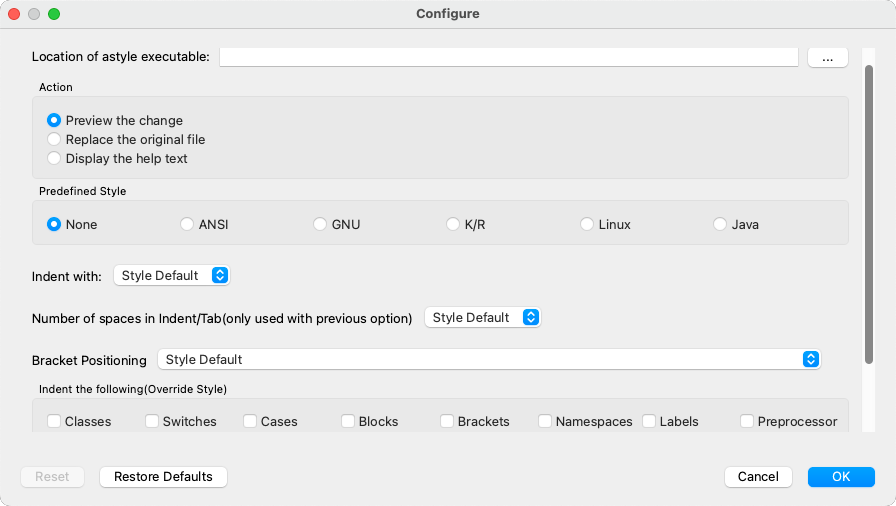 Configure
Location of astyle executable: ...
Action
Preview the change
Replace the original file
Display the help text
Predefined Style
None ANSI GNU K/R Linux Java
Indent with: Style Default
Number of spaces in Indent/Tab(only used with previous option) Style Default
Bracket Positioning Style Default
Indent the following(Override Style)
Classes Switches Cases Blocks Brackets Namespaces Labels Preprocessor
Reset Restore Defaults Cancel OK